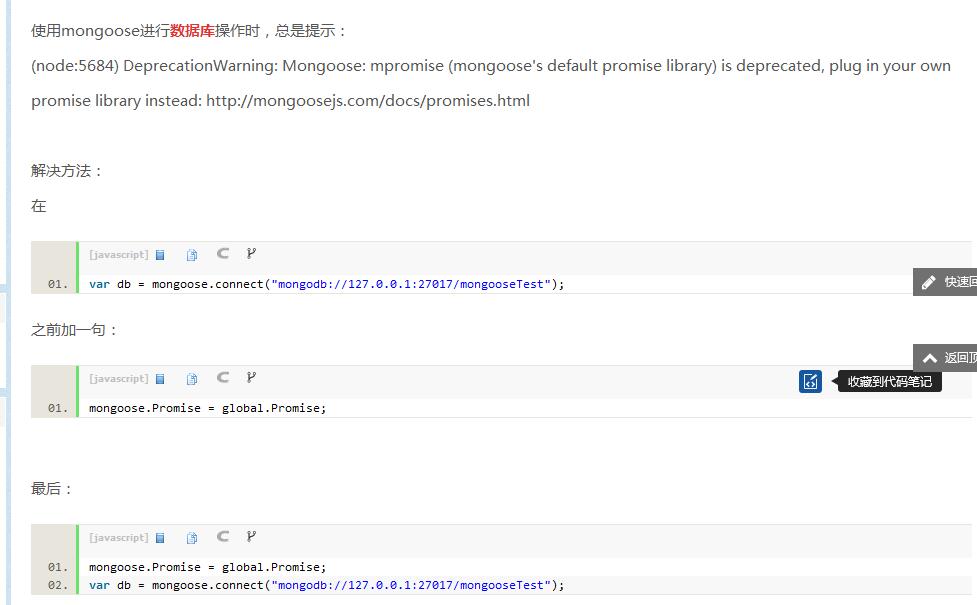 使用mongoose进行数据库操作时，总是提示：
(node:5684) DeprecationWarning: Mongoose: mpromise (mongoose's default promise library) is deprecated, plug in your own
promise library instead: http://mongoosejs.com/docs/promises.html
解决方法：
在
[javascript]
01. var db = mongoose.connect("mongodb://127.0.0.1:27017/mongooseTest");
快速回
之前加一句：
返回顶
[javascript]
收藏到代码笔记
01. mongoose.Promise = global.Promise;
最后：
[javascript]
01. mongoose.Promise = global.Promise;
02. var db = mongoose.connect("mongodb://127.0.0.1:27017/mongooseTest");